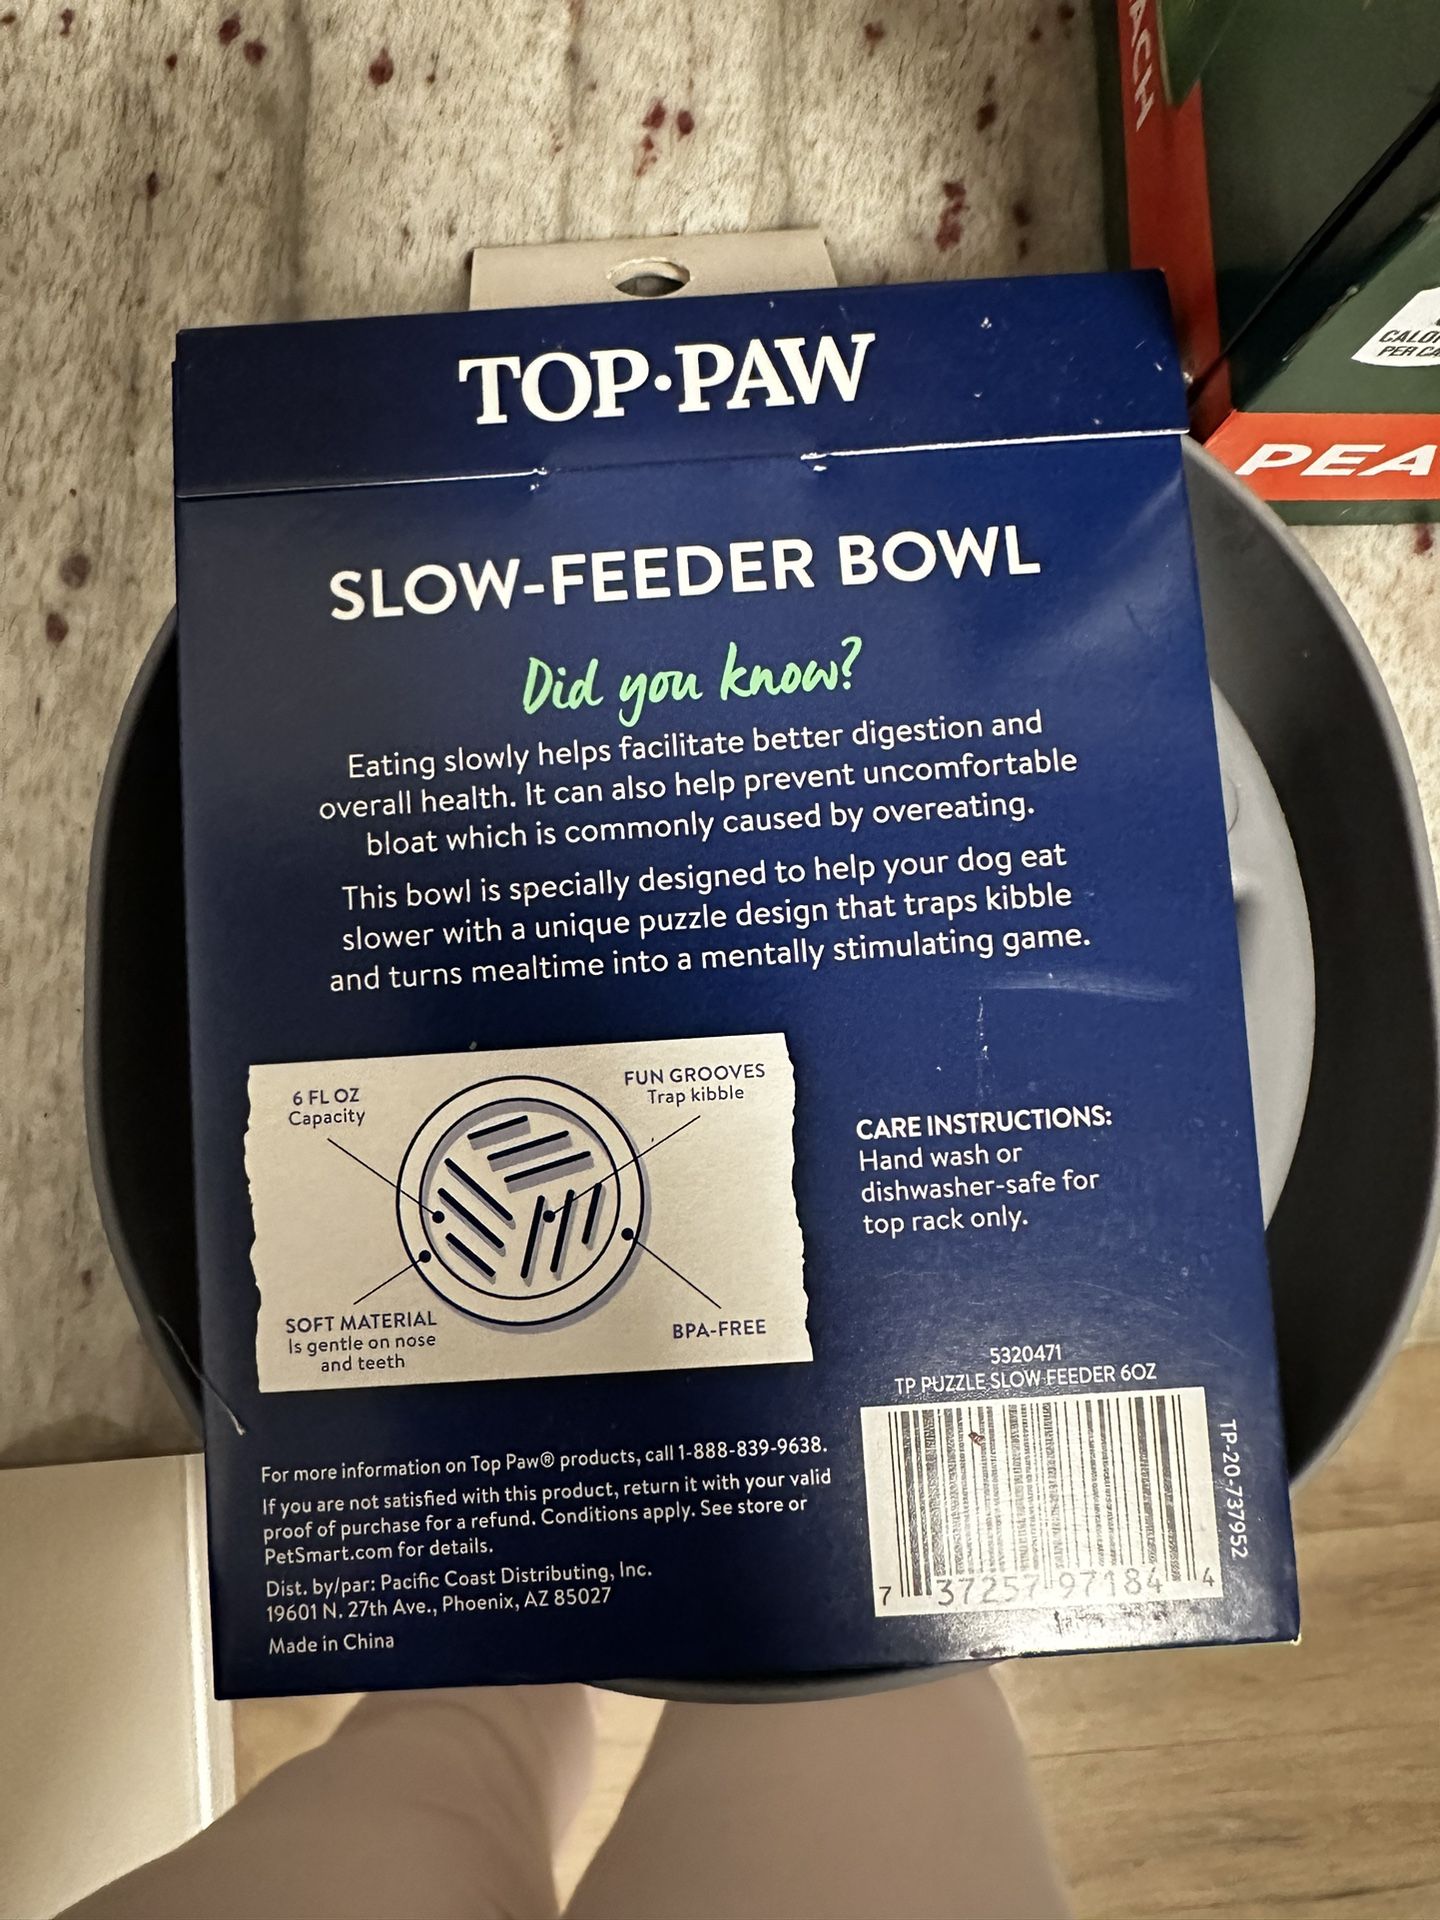 ACH
CALO
PER CA
PEA
TOP·PAW
SLOW-FEEDER BOWL
Did you know?
Eating slowly helps facilitate better digestion and
overall health. It can also help prevent uncomfortable
bloat which is commonly caused by overeating.
This bowl is specially designed to help your dog eat
slower with a unique puzzle design that traps kibble
and turns mealtime into a mentally stimulating game.
6 FL OZ
Capacity
FUN GROOVES
Trap kibble
SOFT MATERIAL
Is gentle on nose
and teeth
BPA-FREE
CARE INSTRUCTIONS:
Hand wash or
dishwasher-safe for
top rack only.
5320471
TP PUZZLE SLOW FEEDER 6OZ
7 37257 97184 4
TP-20-737952
For more information on Top Paw® products, call 1-888-839-9638.
If you are not satisfied with this product, return it with your valid
proof of purchase for a refund. Conditions apply. See store or
PetSmart.com for details.
Dist. by/par: Pacific Coast Distributing, Inc.
19601 N. 27th Ave., Phoenix, AZ 85027
Made in China